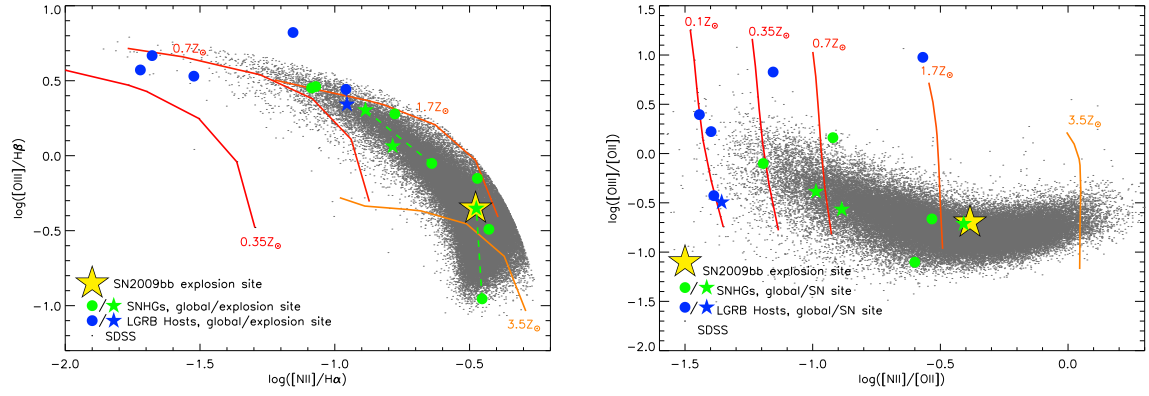 1.0
0.5
0.0
−0.5
−1.0
log([OIII]/Hβ)
−2.0 −1.5 −1.0 −0.5
log([NII]/Hα)
0.7Z⊙
1.7Z⊙
0.35Z⊙
3.5Z⊙
SN2009bb explosion site
/ SNHGs, global/explosion site
/ LGRB Hosts, global/explosion site
SDSS
1.5
1.0
0.5
0.0
−0.5
−1.0
−1.5
−2.0
log([OIII]/[OII])
−1.5 −1.0 −0.5 0.0
log([NII]/[OII])
0.1Z⊙
0.35Z⊙
0.7Z⊙
1.7Z⊙
3.5Z⊙
SN2009bb explosion site
/ SNHGs, global/SN site
/ LGRB Hosts, global/SN site
SDSS